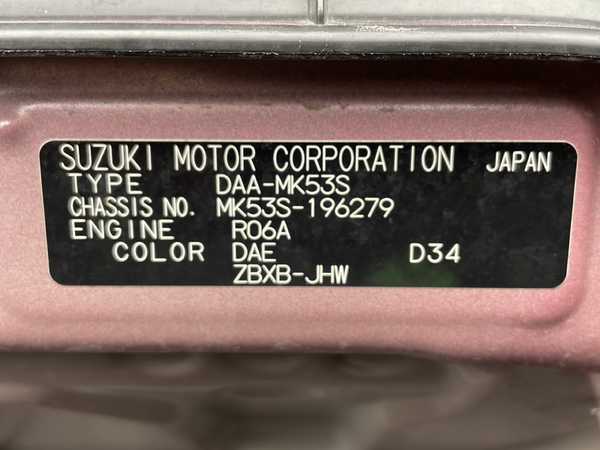 SUZUKI MOTOR CORPORATION JAPAN
TYPE DAA-MK53S
CHASSIS NO. MK53S-196279
ENGINE R06A
COLOR DAE D34
ZBXB-JHW